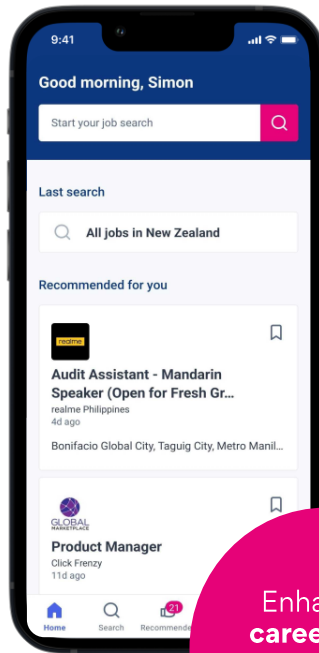 9:41
Good morning, Simon
Start your job search
Last search
All jobs in New Zealand
Recommended for you
realme
Audit Assistant - Mandarin
Speaker (Open for Fresh Gr...
realme Philippines
4d ago
Bonifacio Global City, Taguig City, Metro Manil...
GLOBAL
MARKETPLACE
Product Manager
Click Frenzy
11d ago
21
Home Search Recommende
Enha
caree